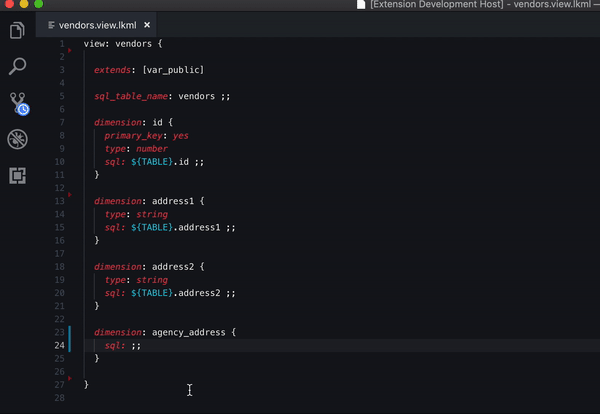 [Extension Development Host] - vendors.view.lkml —
vendors.view.lkml ×
1 view: vendors {
2
3 extends: [var_public]
4
5 sql_table_name: vendors ;;
6
7 dimension: id {
8 primary_key: yes
9 type: number
10 sql: ${TABLE}.id ;;
11 }
12
13 dimension: address1 {
14 type: string
15 sql: ${TABLE}.address1 ;;
16 }
17
18 dimension: address2 {
19 type: string
20 sql: ${TABLE}.address2 ;;
21 }
22
23 dimension: agency_address {
24 sql: ;;
25 }
26
27 }
28